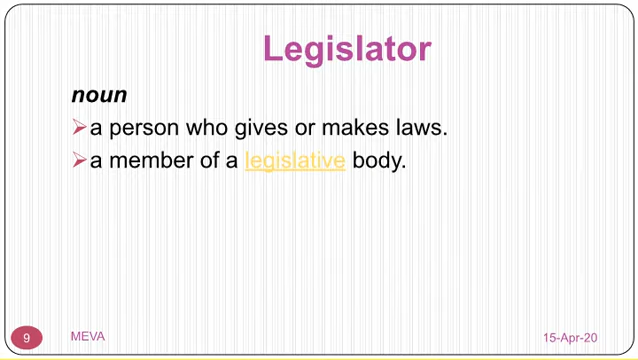 Legislator
noun
➢a person who gives or makes laws.
➢a member of a legislative body.
9
MEVA
15-Apr-20